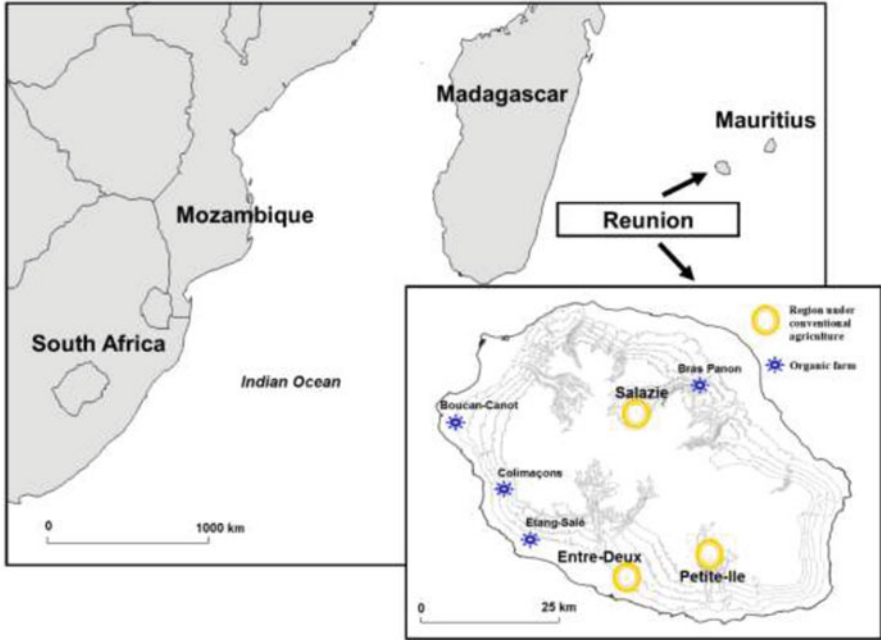 Madagascar
Mauritius
Mozambique
Reunion
South Africa
Indian Ocean
0 1000 km
Region under
conventional
agriculture
Organic farm
Bras Panon
Salazie
Boucan-Canot
Colimaçons
Etang-Salé
Entre-Deux
Petite-Ile
0 25 km